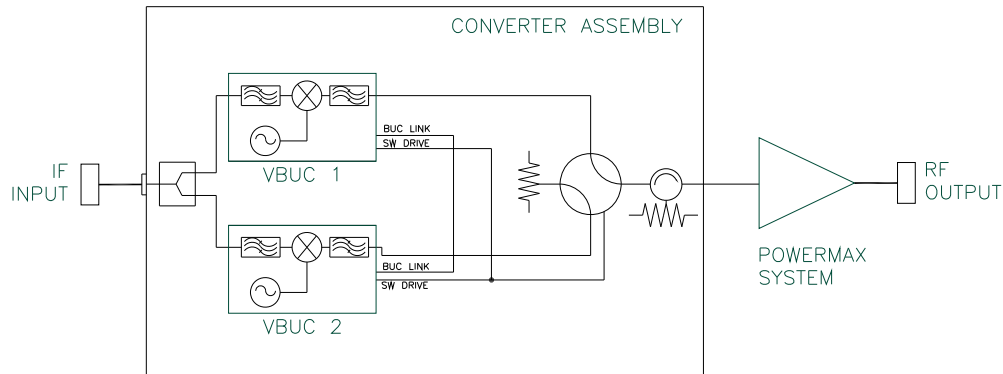 CONVERTER ASSEMBLY
IF
INPUT
BUC LINK
SW DRIVE
VBUC 1
BUC LINK
SW DRIVE
VBUC 2
POWERMAX
SYSTEM
RF
OUTPUT